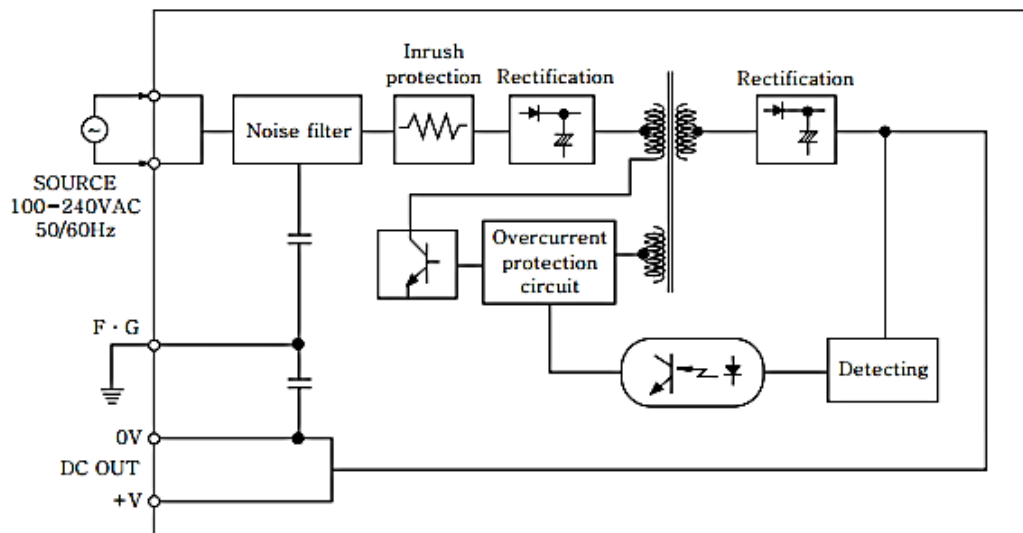 Inrush
protection
Rectification
Rectification
Noise filter
~
SOURCE
100-240VAC
50/60Hz
Overcurrent
protection
circuit
F·G
Detecting
0V
DC OUT
+V